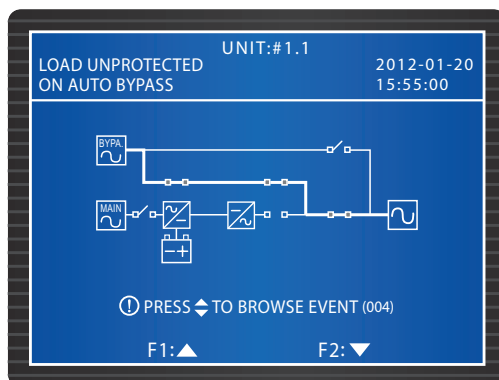 UNIT:#1.1
LOAD UNPROTECTED
2012-01-20
ON AUTO BYPASS
15:55:00
BYPA.
MAIN
PRESS TO BROWSE EVENT (004)
F1: F2: